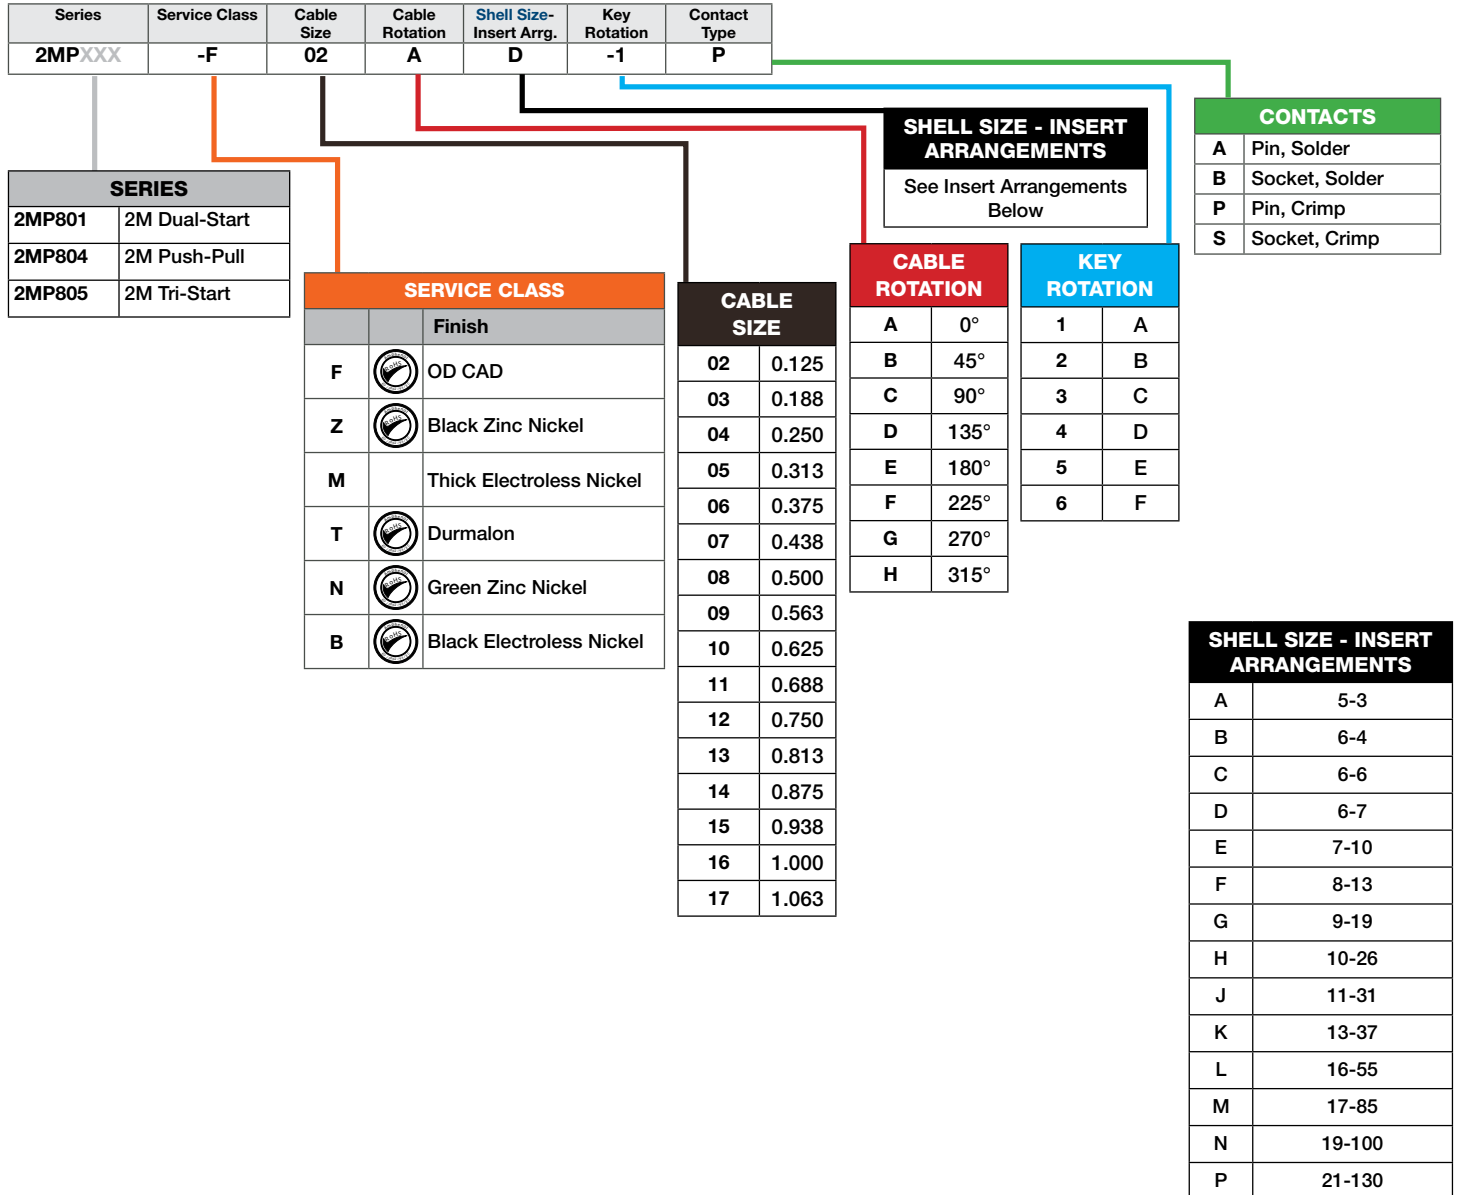 Series Service Class Cable Size Cable Rotation Shell Size- Insert Arrg. Key Rotation Contact Type
2MPXXX -F 02 A D -1 P
SERIES
2MP801 2M Dual-Start
2MP804 2M Push-Pull
2MP805 2M Tri-Start
SERVICE CLASS
Finish
F RoHS OD CAD
Z RoHS Black Zinc Nickel
M Thick Electroless Nickel
T RoHS Durmalon
N RoHS Green Zinc Nickel
B RoHS Black Electroless Nickel
CABLE
SIZE
02 0.125
03 0.188
04 0.250
05 0.313
06 0.375
07 0.438
08 0.500
09 0.563
10 0.625
11 0.688
12 0.750
13 0.813
14 0.875
15 0.938
16 1.000
17 1.063
CABLE
ROTATION
A 0°
B 45°
C 90°
D 135°
E 180°
F 225°
G 270°
H 315°
SHELL SIZE - INSERT
ARRANGEMENTS
See Insert Arrangements
Below
KEY
ROTATION
1 A
2 B
3 C
4 D
5 E
6 F
CONTACTS
A Pin, Solder
B Socket, Solder
P Pin, Crimp
S Socket, Crimp
SHELL SIZE - INSERT
ARRANGEMENTS
A 5-3
B 6-4
C 6-6
D 6-7
E 7-10
F 8-13
G 9-19
H 10-26
J 11-31
K 13-37
L 16-55
M 17-85
N 19-100
P 21-130